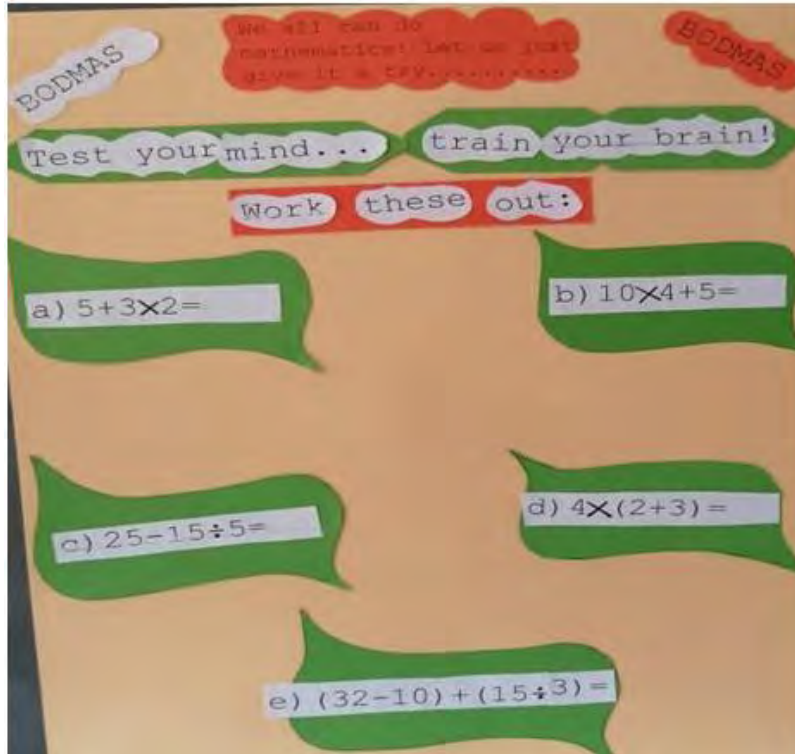 BODMAS
We all can do
mathematics! Let us just
give it a try...........
BODMAS
Test your mind... train your brain!
Work these out:
a) 5+3×2=
b) 10×4+5=
c) 25-15÷5=
d) 4×(2+3)=
e) (32-10)+(15÷3)=